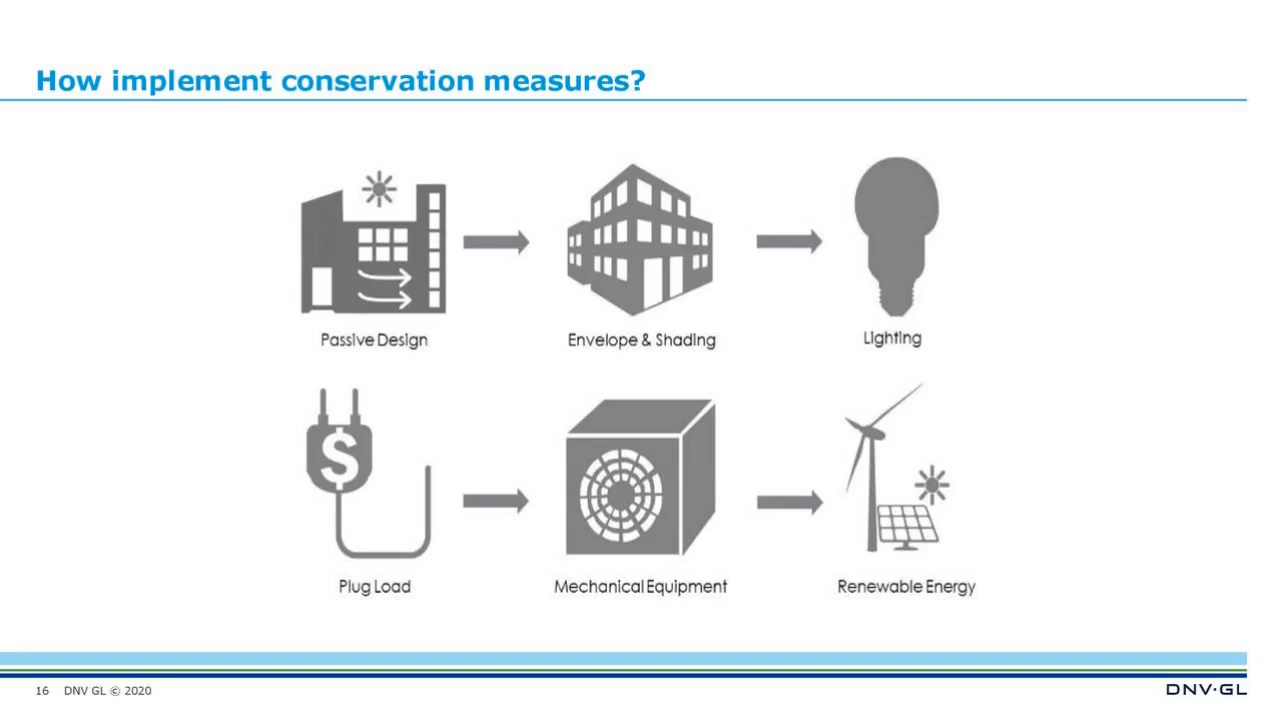 How implement conservation measures?
Passive Design
Envelope & Shading
Lighting
$
Plug Load
Mechanical Equipment
Renewable Energy
16 DNV GL © 2020
DNV·GL